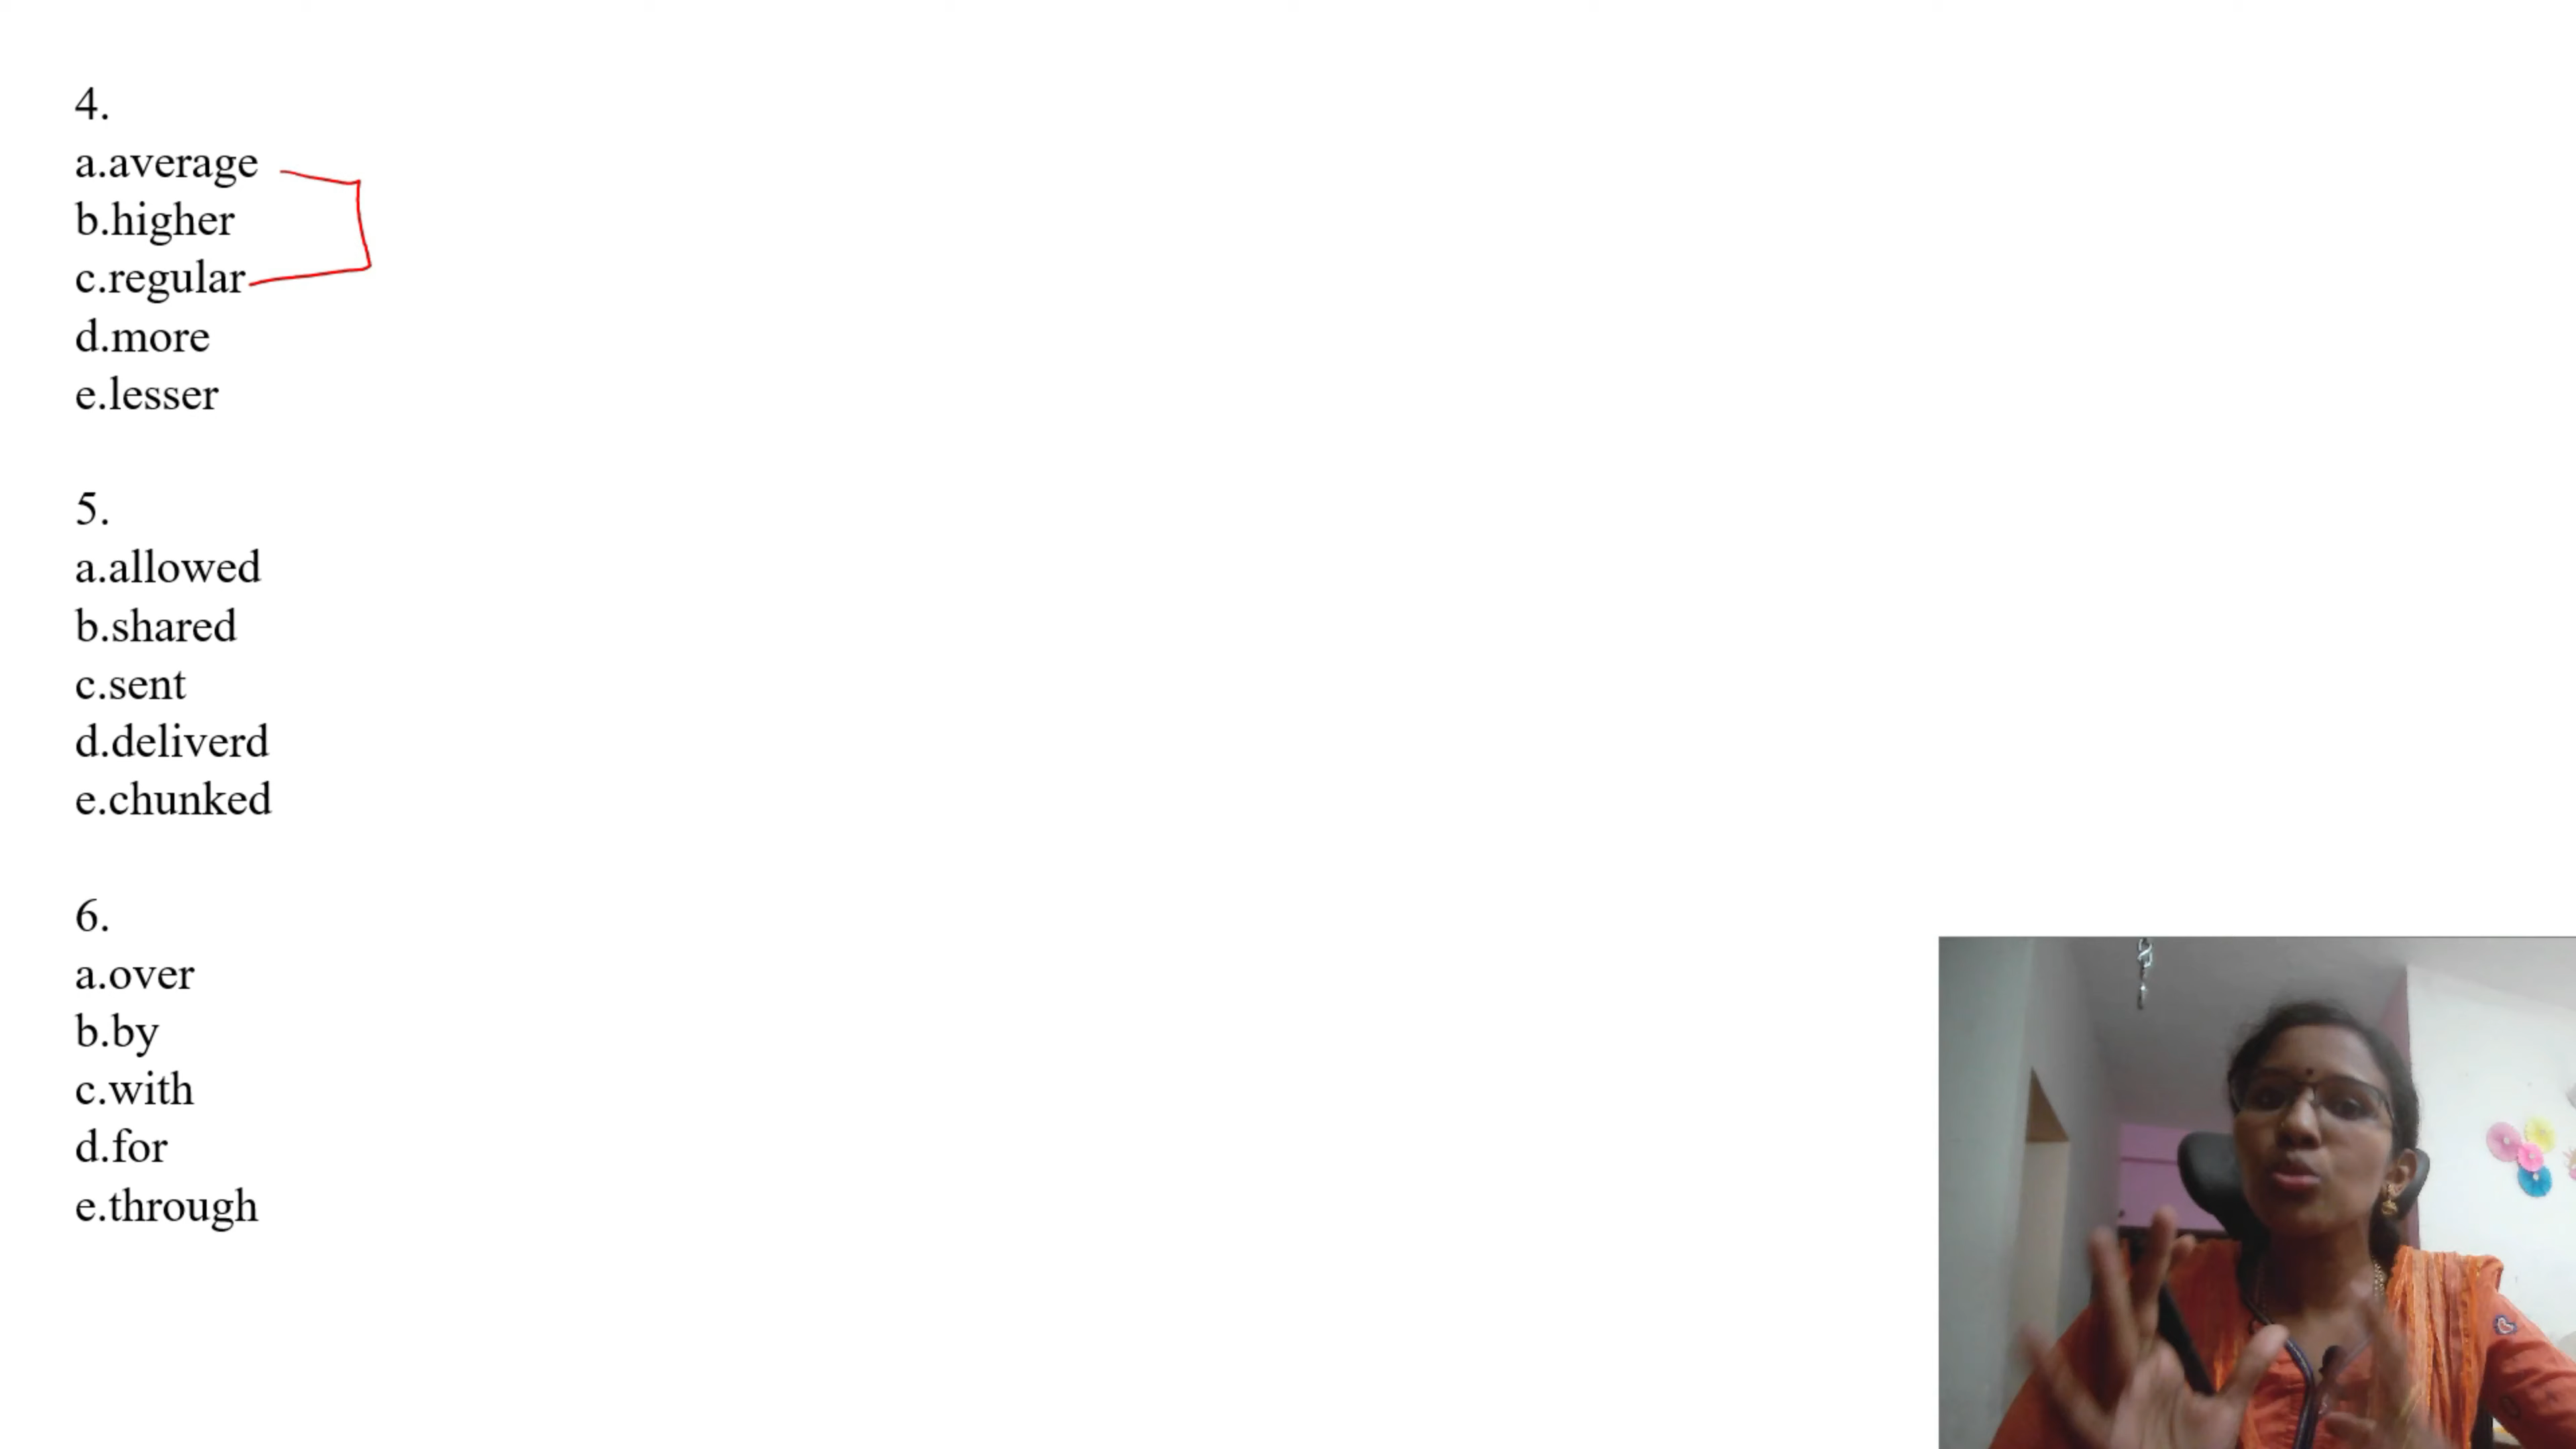 4.
a.average
b.higher
c.regular
d.more
e.lesser
5.
a.allowed
b.shared
c.sent
d.deliverd
e.chunked
6.
a.over
b.by
c.with
d.for
e.through